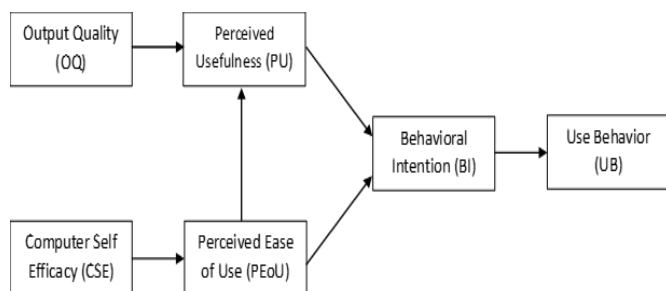 Output Quality
(OQ)
Perceived
Usefulness (PU)
Behavioral
Intention (BI)
Use Behavior
(UB)
Computer Self
Efficacy (CSE)
Perceived Ease
of Use (PEoU)